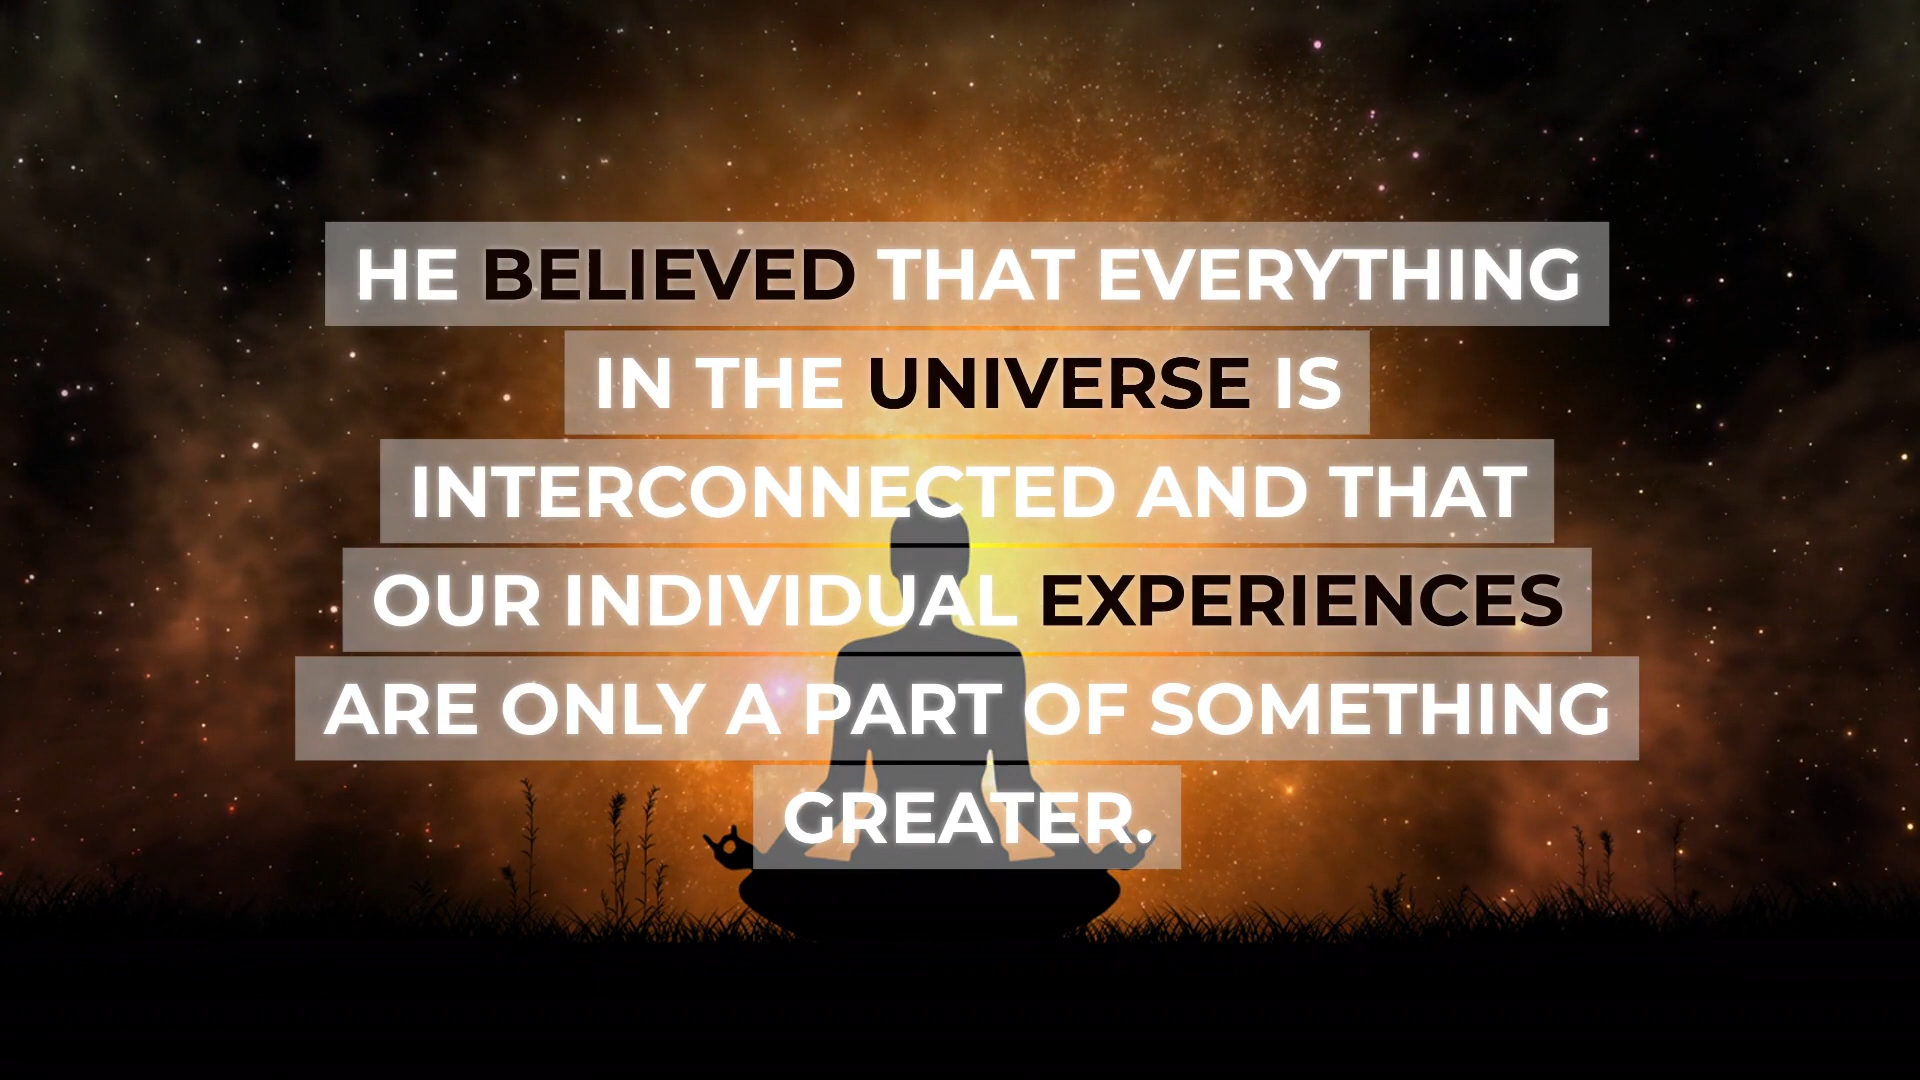 HE BELIEVED THAT EVERYTHING
IN THE UNIVERSE IS
INTERCONNECTED AND THAT
OUR INDIVIDUAL EXPERIENCES
ARE ONLY A PART OF SOMETHING
GREATER.